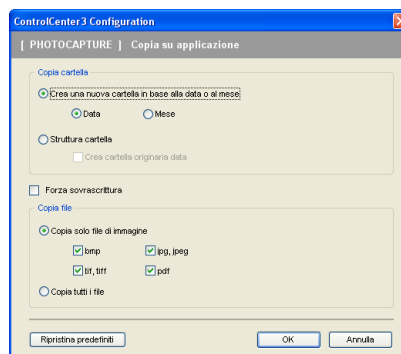 ControlCenter3 Configuration
[ PHOTOCAPTURE ] Copia su applicazione
Copia cartella
Crea una nuova cartella in base alla data o al mese
Data Mese
Struttura cartella
Crea cartella originaria data
Forza sovrascrittura
Copia file
Copia solo file di immagine
bmp jpg, jpeg
tif, tiff pdf
Copia tutti i file
Ripristina predefiniti OK Annulla